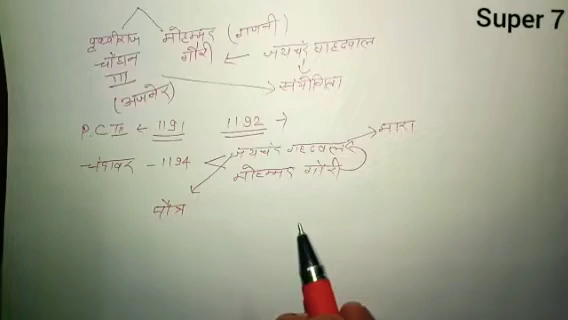 Super 7
पृथ्वीराज मोहम्मद (गजनी)
चौहान गौरी ← जयचंद गहड़वाल
III
(अजमेर) संयोगिता
P.C III ← 1191 1192 →
चंदावर - 1194 जयचंद गहड़वाल मारा
मोहम्मद गौरी
पौत्र